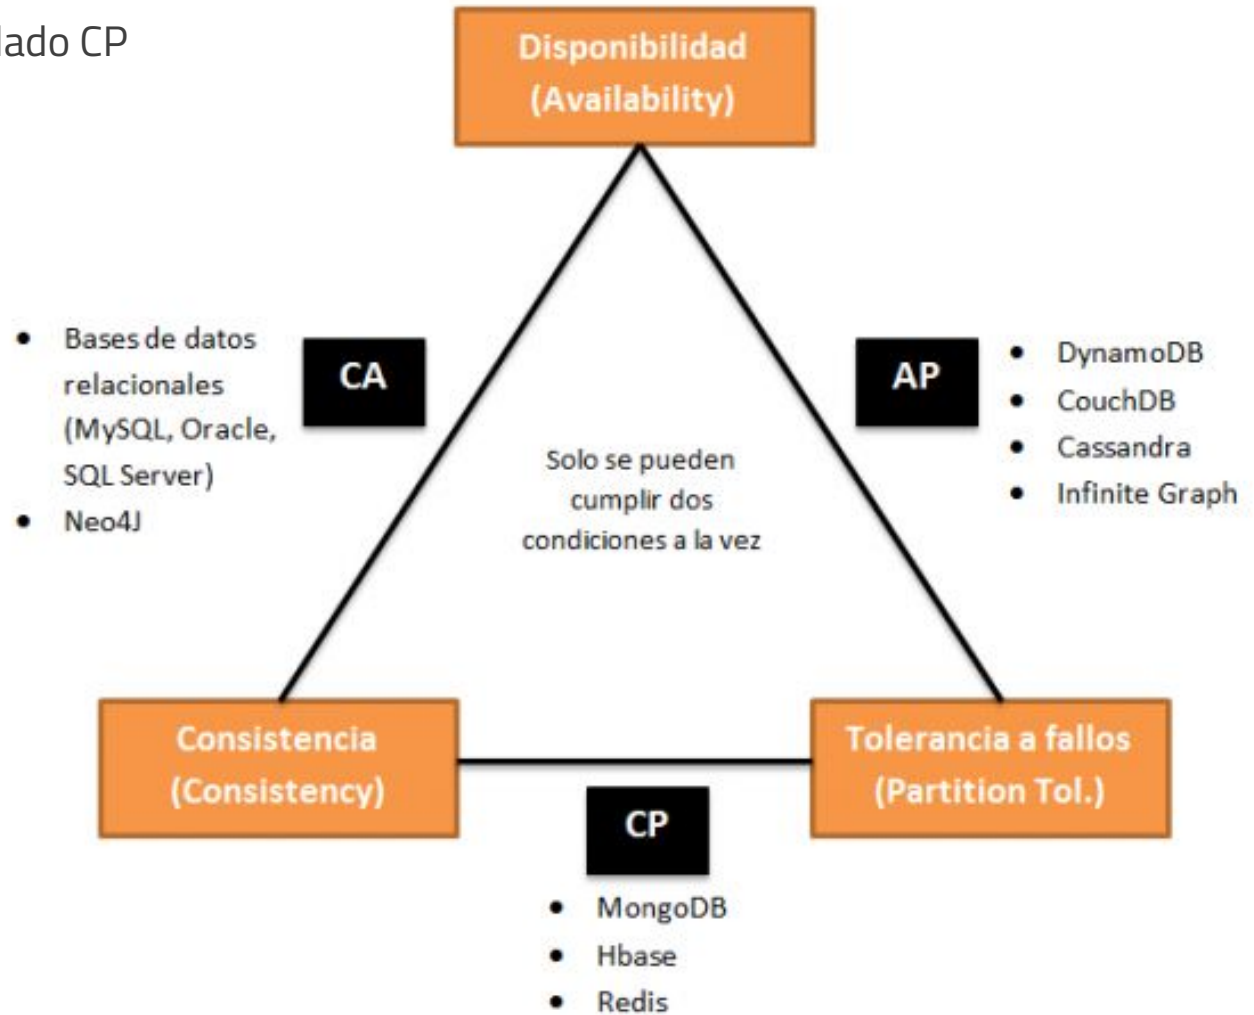 lado CP
Disponibilidad
(Availability)
• Bases de datos
relacionales
(MySQL, Oracle,
SQL Server)
• Neo4J
CA
AP
• DynamoDB
• CouchDB
• Cassandra
• Infinite Graph
Solo se pueden
cumplir dos
condiciones a la vez
Consistencia
(Consistency)
Tolerancia a fallos
(Partition Tol.)
CP
• MongoDB
• Hbase
• Redis